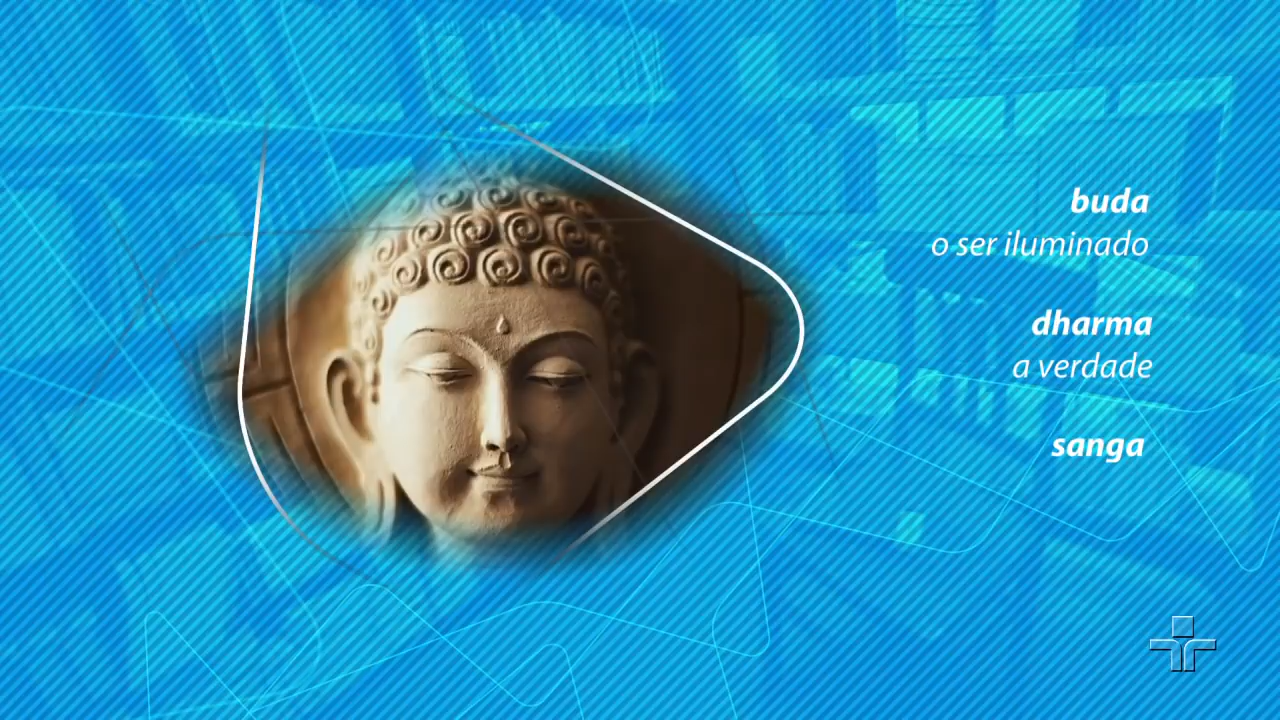 buda
o ser iluminado
dharma
a verdade
sanga